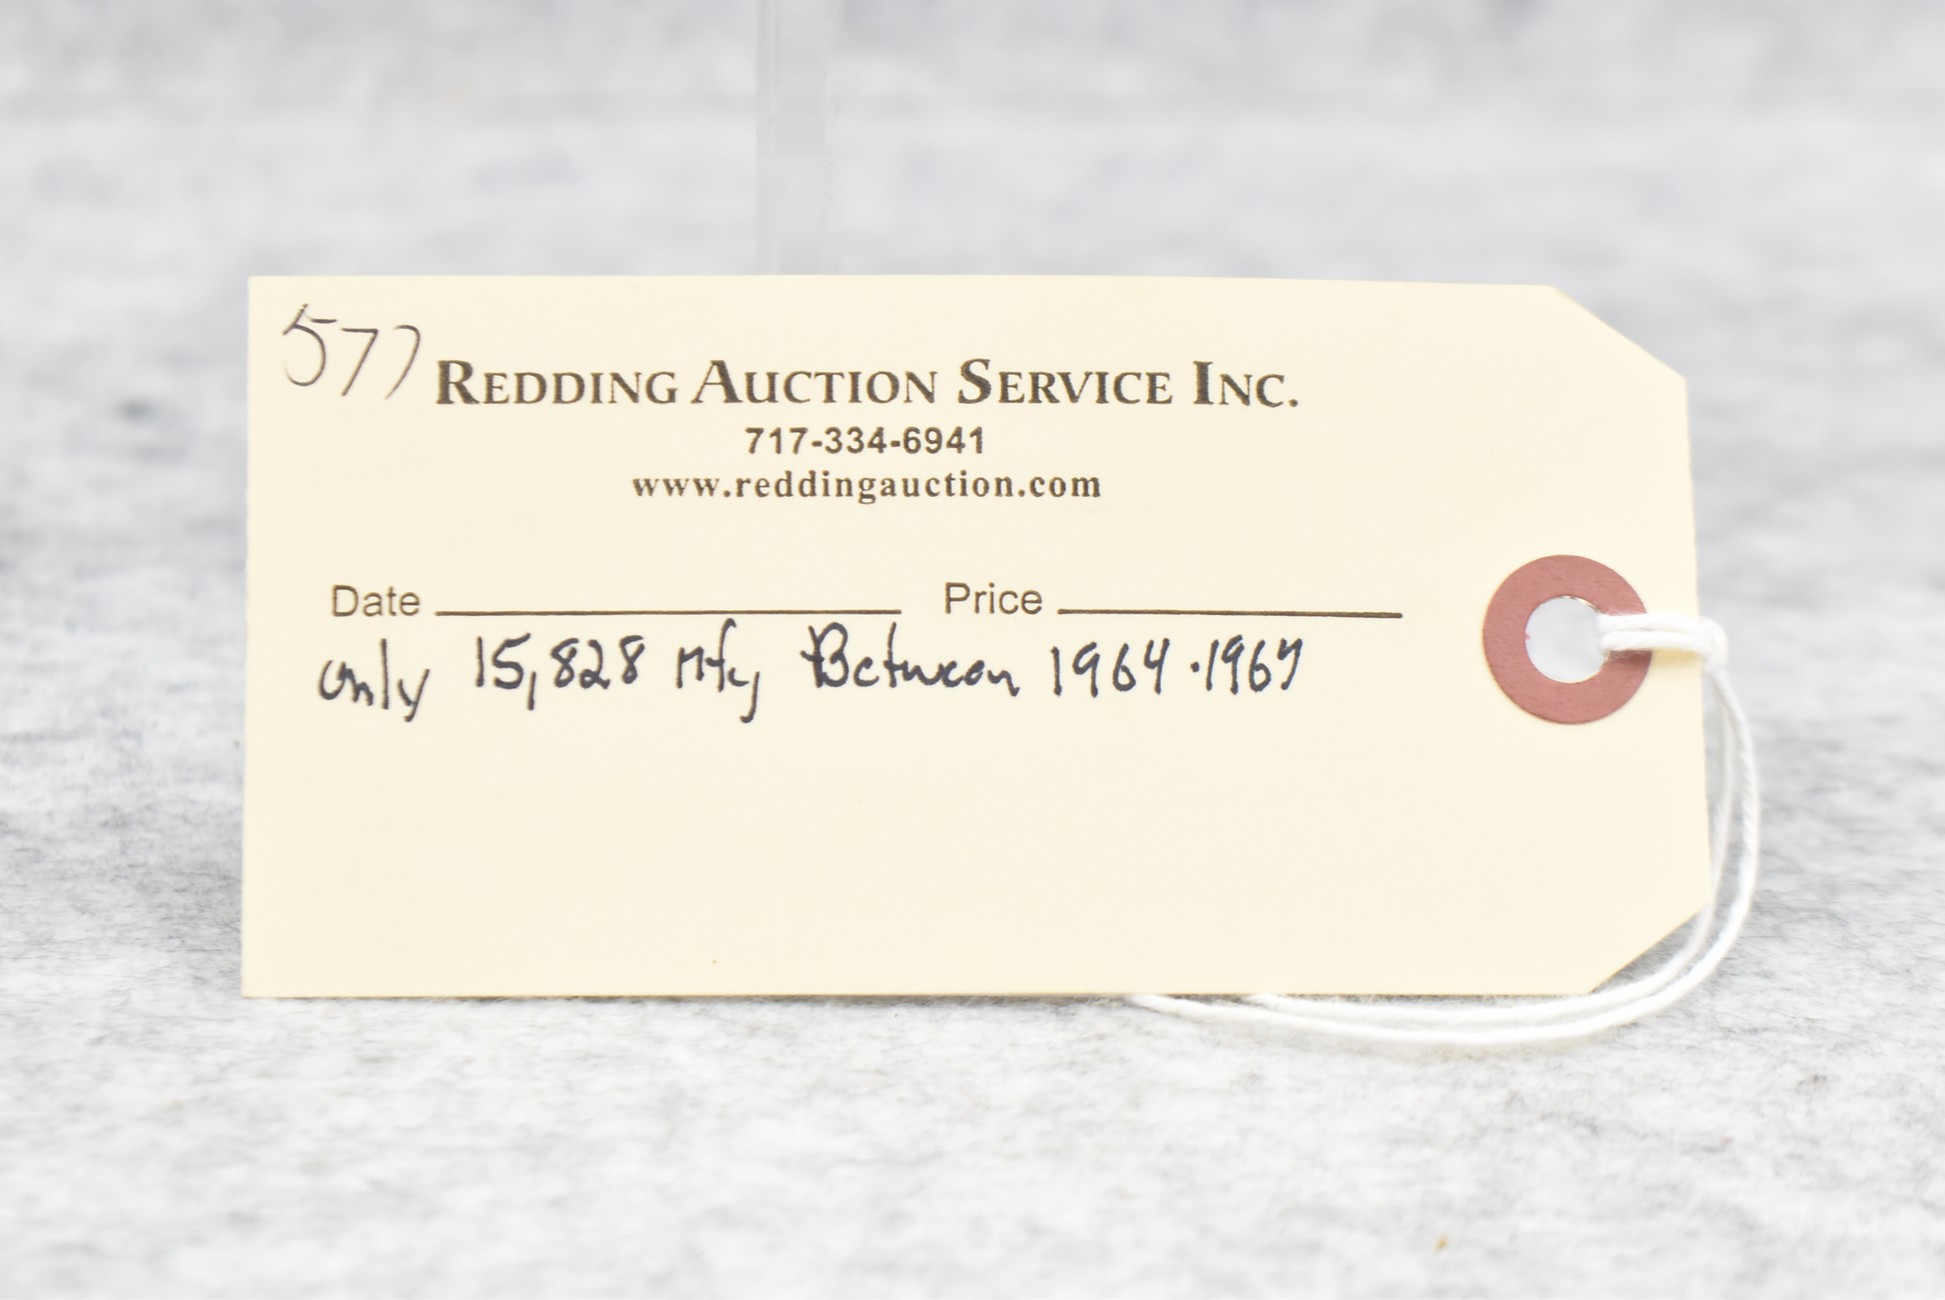 577
REDDING AUCTION SERVICE INC.
717-334-6941
www.reddingauction.com
Date Price
only 15,828 Mfg Between 1964-1967